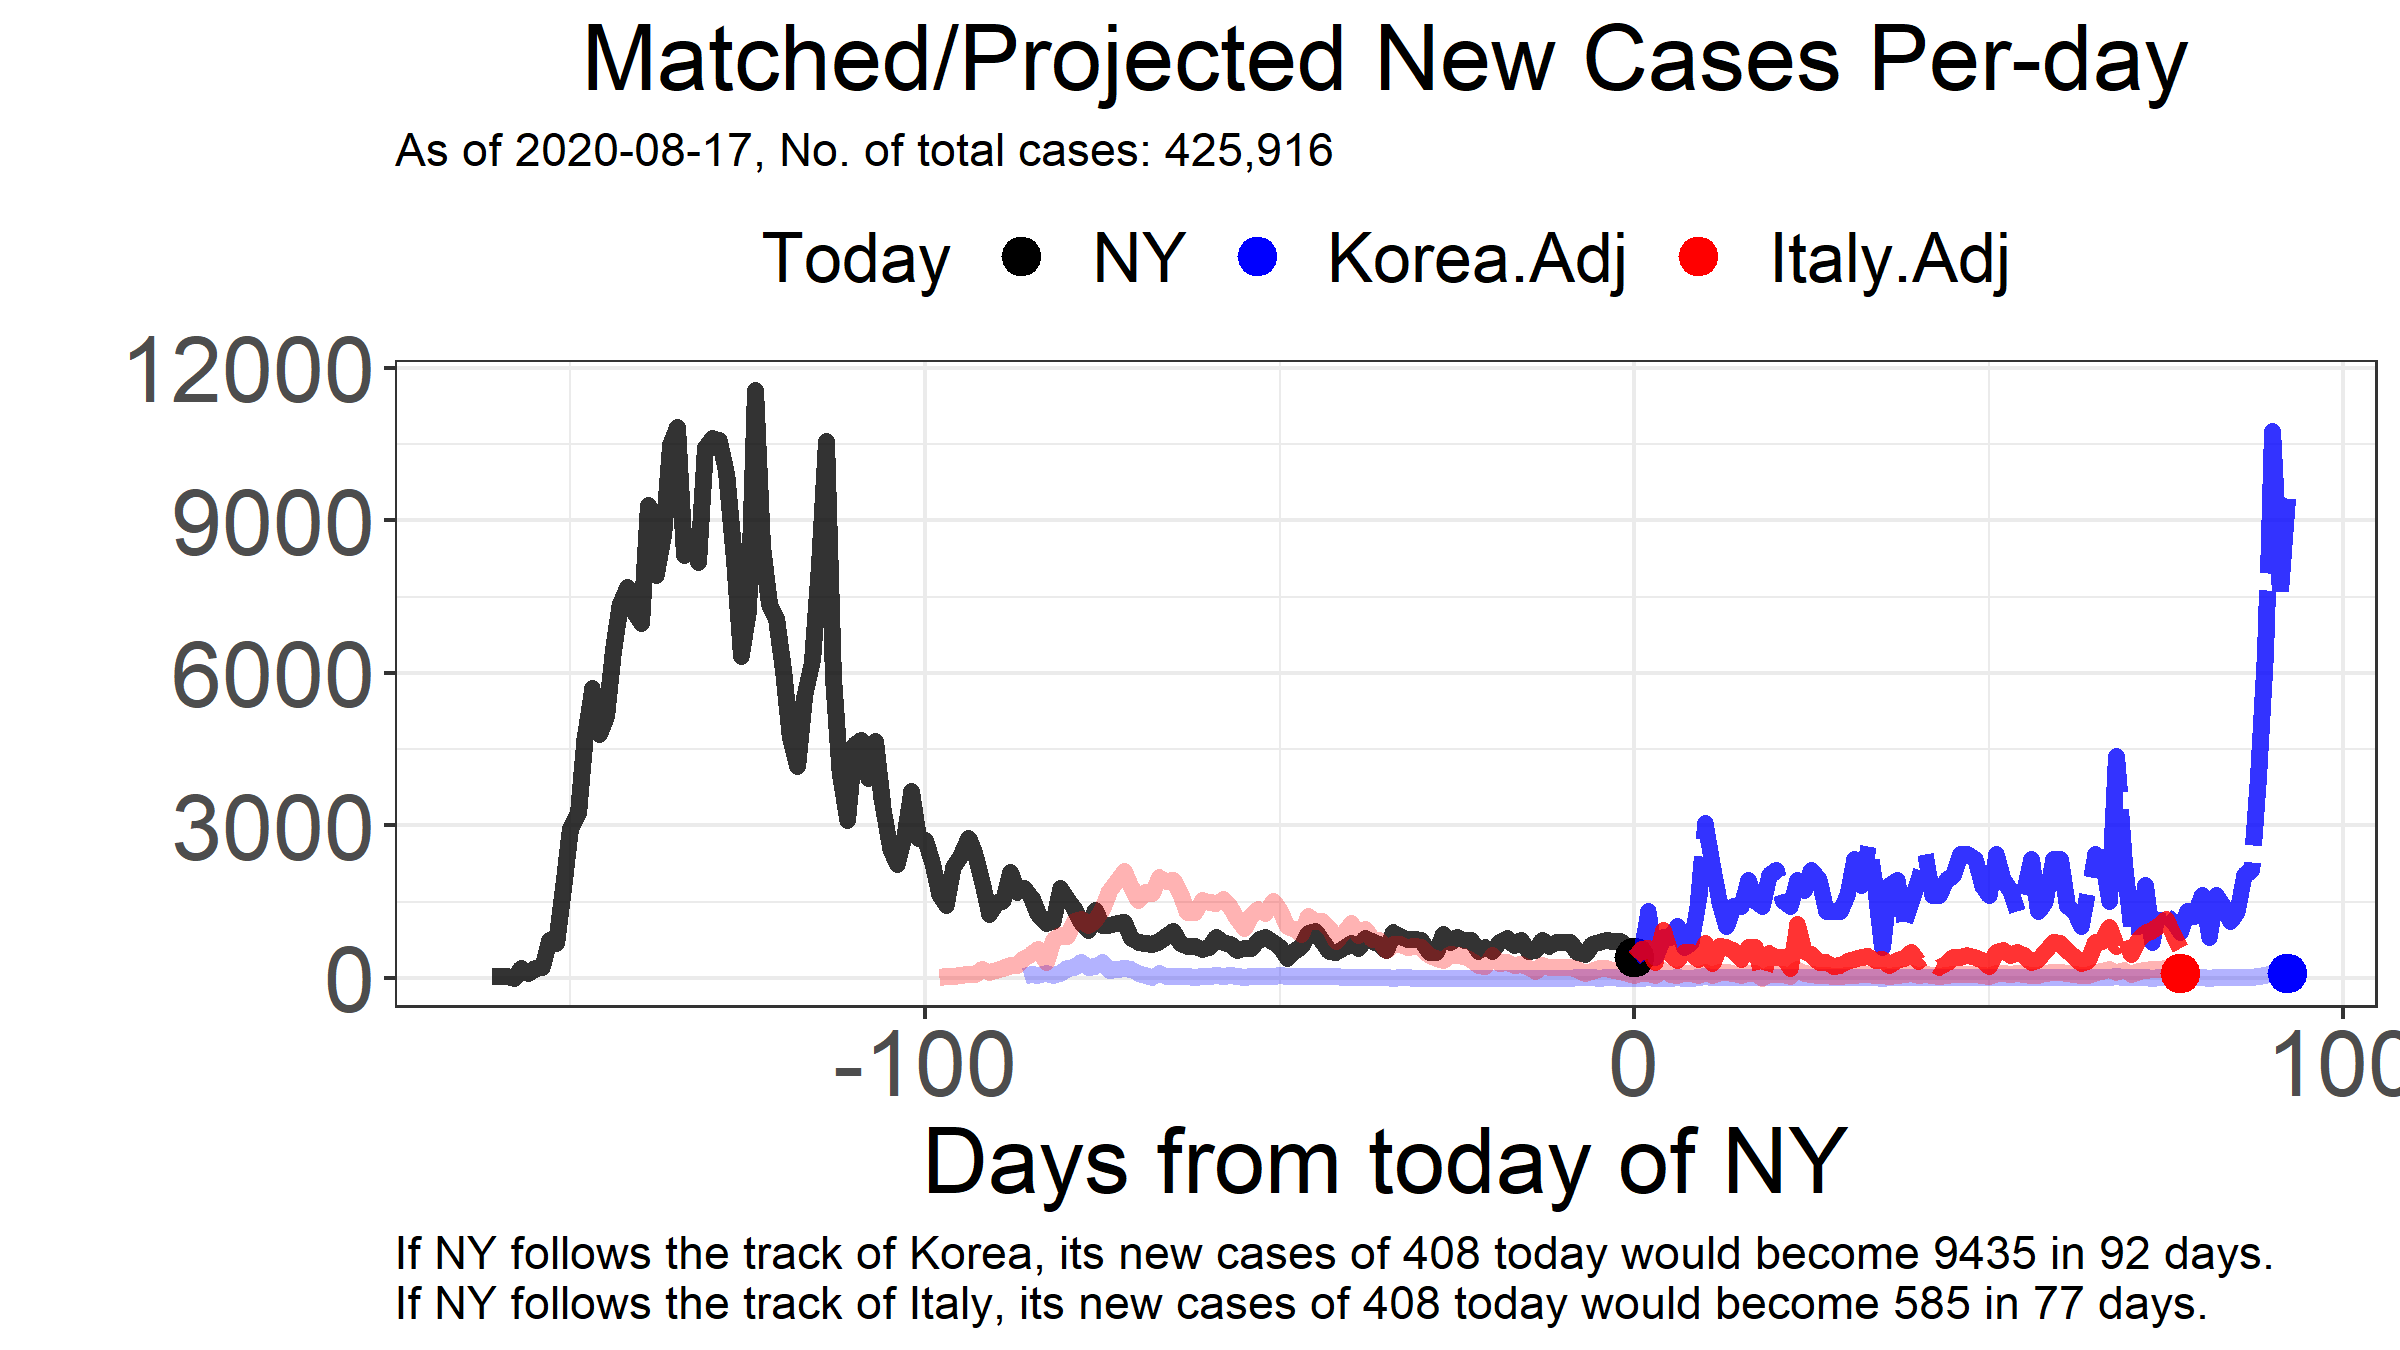 Matched/Projected New Cases Per-day
As of 2020-08-17, No. of total cases: 425,916
Today NY Korea.Adj Italy.Adj
12000
9000
6000
3000
0
-100 0 100
Days from today of NY
If NY follows the track of Korea, its new cases of 408 today would become 9435 in 92 days.
If NY follows the track of Italy, its new cases of 408 today would become 585 in 77 days.